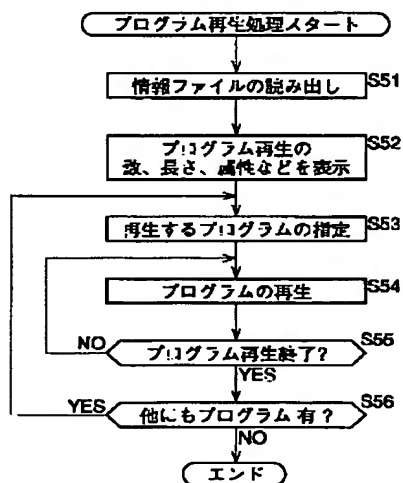 プログラム再生処理スタート
情報ファイルの読み出し
S51
プログラム再生の
数、長さ、属性などを表示
S52
再生するプログラムの指定
S53
プログラムの再生
S54
プログラム再生終了?
S55
NO
YES
他にもプログラム有?
S56
YES
NO
エンド